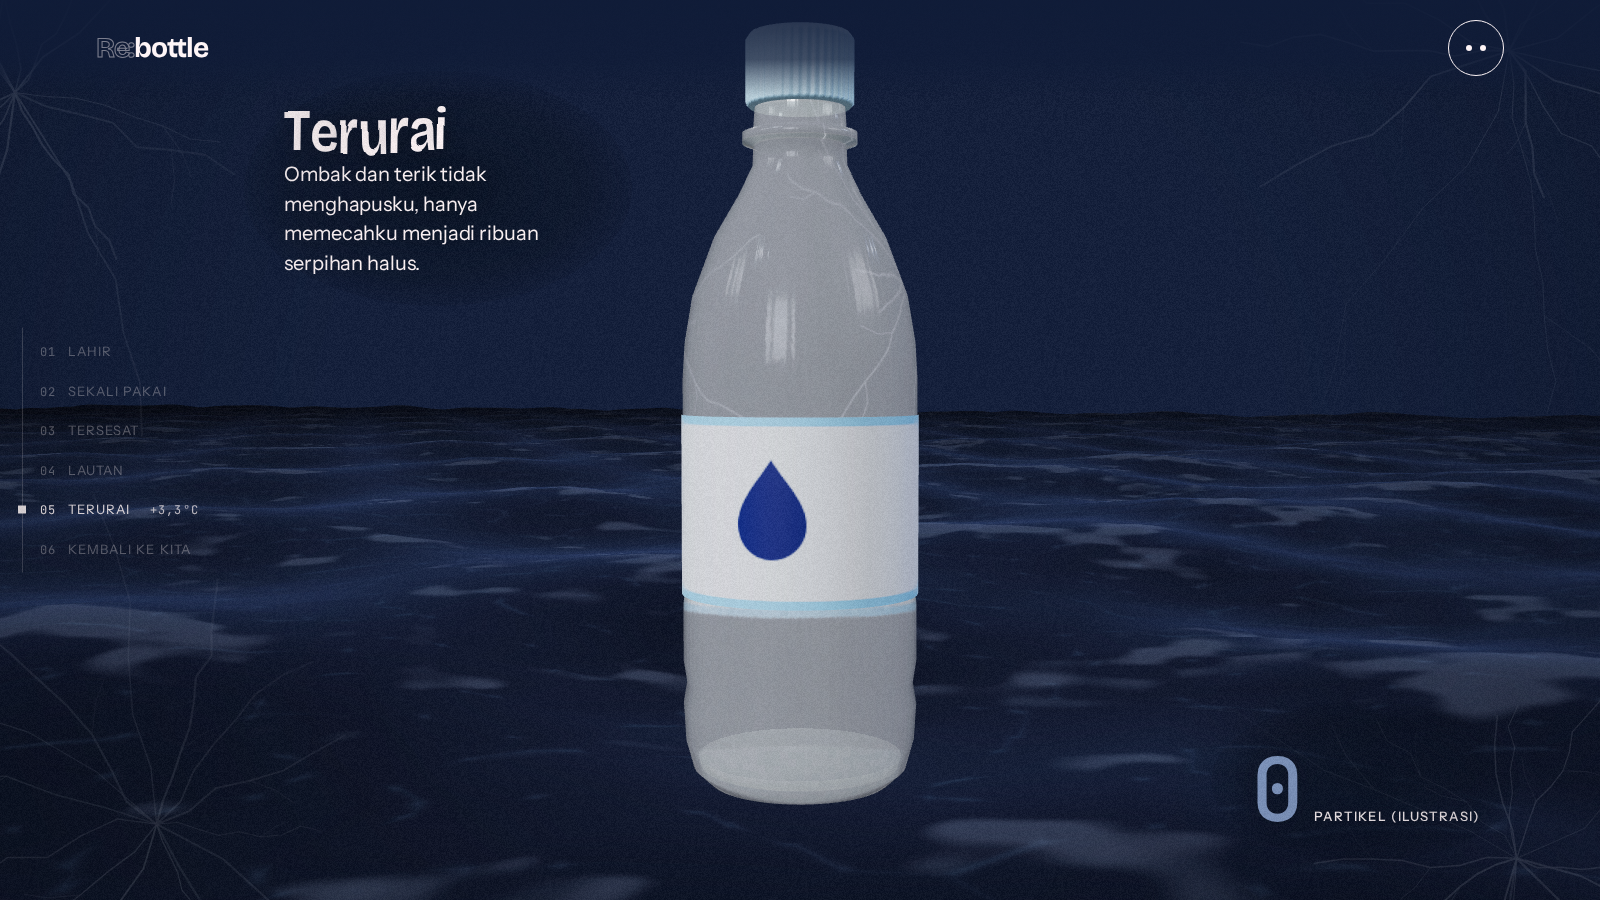 Re:bottle
Terurai
Ombak dan terik tidak
menghapusku, hanya
memecahku menjadi ribuan
serpihan halus.
01 LAHIR
02 SEKALI PAKAI
03 TERSESAT
04 LAUTAN
05 TERURAI +3,3°C
06 KEMBALI KE KITA
0 PARTIKEL (ILUSTRASI)